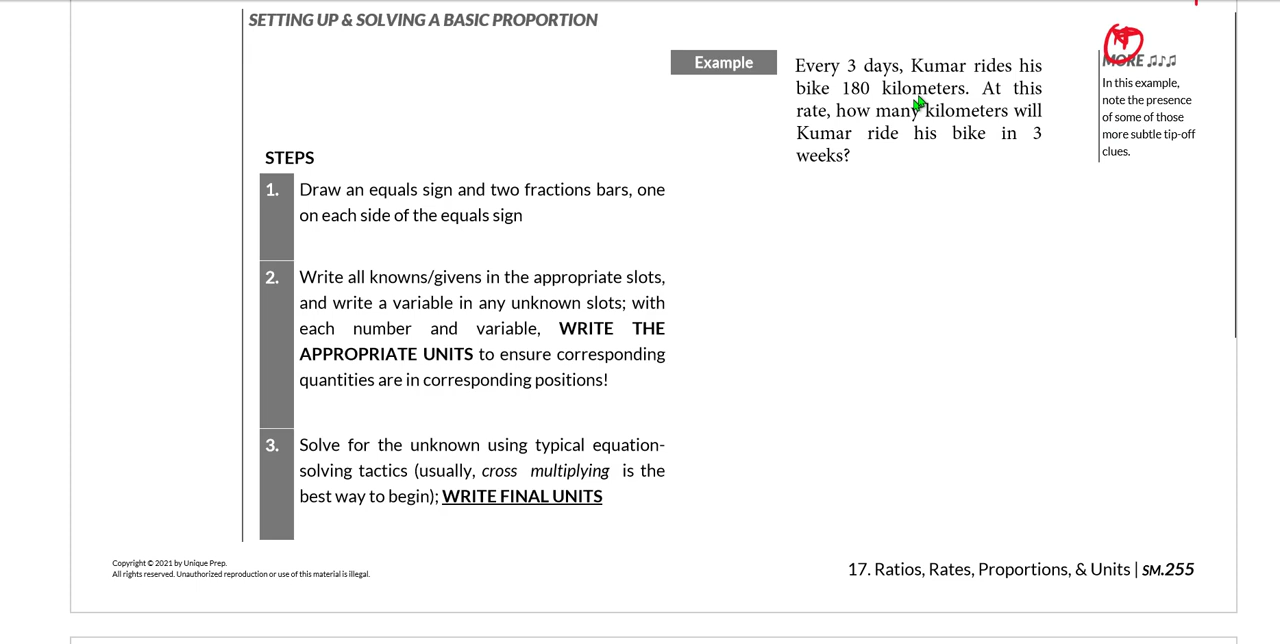 SETTING UP & SOLVING A BASIC PROPORTION
Example
Every 3 days, Kumar rides his
bike 180 kilometers. At this
rate, how many kilometers will
Kumar ride his bike in 3
weeks?
MORE ♫♪♫
In this example,
note the presence
of some of those
more subtle tip-off
clues.
STEPS
1. Draw an equals sign and two fractions bars, one
on each side of the equals sign
2. Write all knowns/givens in the appropriate slots,
and write a variable in any unknown slots; with
each number and variable, WRITE THE
APPROPRIATE UNITS to ensure corresponding
quantities are in corresponding positions!
3. Solve for the unknown using typical equation-
solving tactics (usually, cross multiplying is the
best way to begin); WRITE FINAL UNITS
Copyright © 2021 by Unique Prep.
All rights reserved. Unauthorized reproduction or use of this material is illegal.
17. Ratios, Rates, Proportions, & Units | SM.255